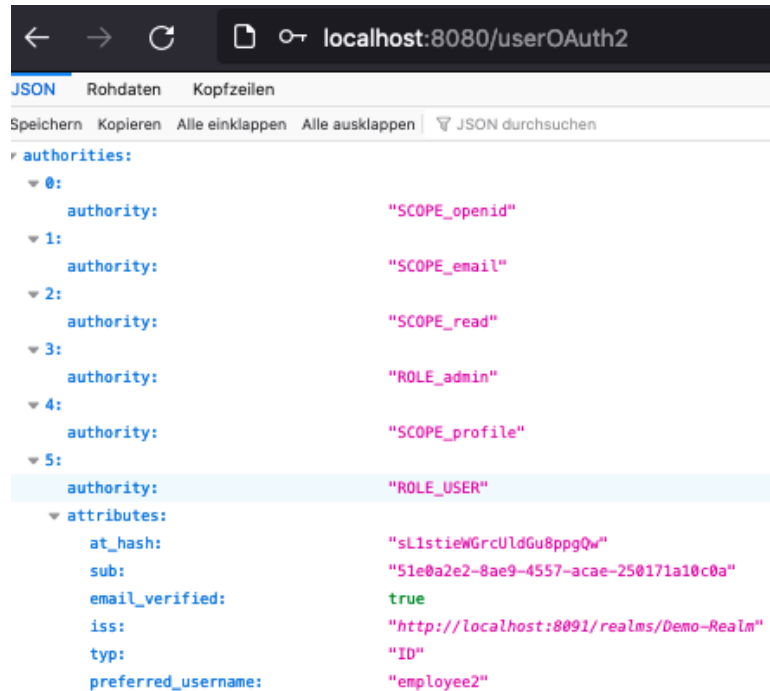 localhost:8080/userOAuth2
JSON Rohdaten Kopfzeilen
Speichern Kopieren Alle einklappen Alle ausklappen JSON durchsuchen
authorities:
0:
authority: "SCOPE_openid"
1:
authority: "SCOPE_email"
2:
authority: "SCOPE_read"
3:
authority: "ROLE_admin"
4:
authority: "SCOPE_profile"
5:
authority: "ROLE_USER"
attributes:
at_hash: "sL1stieWGrcUldGu8ppgQw"
sub: "51e0a2e2-8ae9-4557-acae-250171a10c0a"
email_verified: true
iss: "http://localhost:8091/realms/Demo-Realm"
typ: "ID"
preferred_username: "employee2"